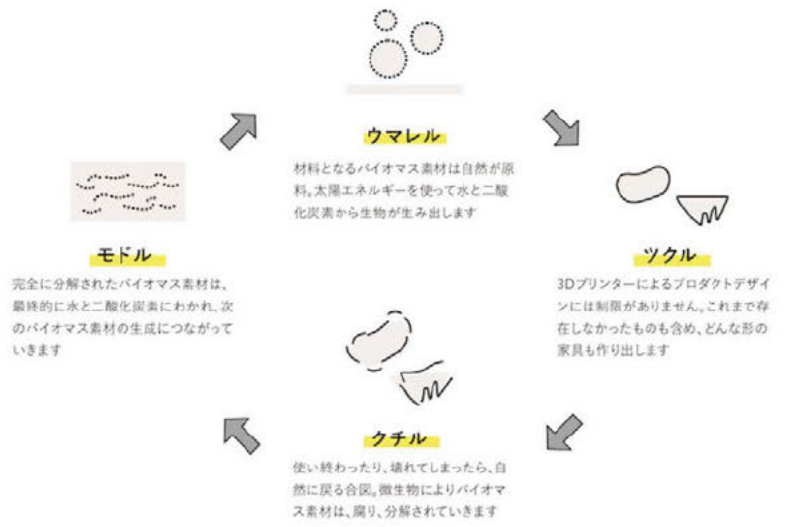 ウマレル
材料となるバイオマス素材は自然が原
料。太陽エネルギーを使って水と二酸
化炭素から生物が生み出します
ツクル
3Dプリンターによるプロダクトデザイ
ンには制限がありません。これまで存
在しなかったものも含め、どんな形の
家具も作り出します
クチル
使い終わったり、壊れてしまったら、自
然に戻る合図。微生物によりバイオマ
ス素材は、腐り、分解されていきます
モドル
完全に分解されたバイオマス素材は、
最終的に水と二酸化炭素にわかれ、次
のバイオマス素材の生成につながって
いきます